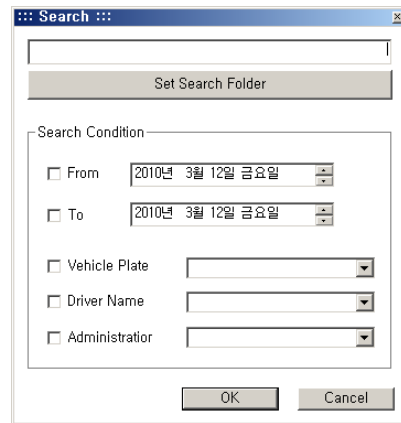 ::: Search :::
Set Search Folder
Search Condition
From 2010년 3월 12일 금요일
To 2010년 3월 12일 금요일
Vehicle Plate
Driver Name
Administratior
OK Cancel